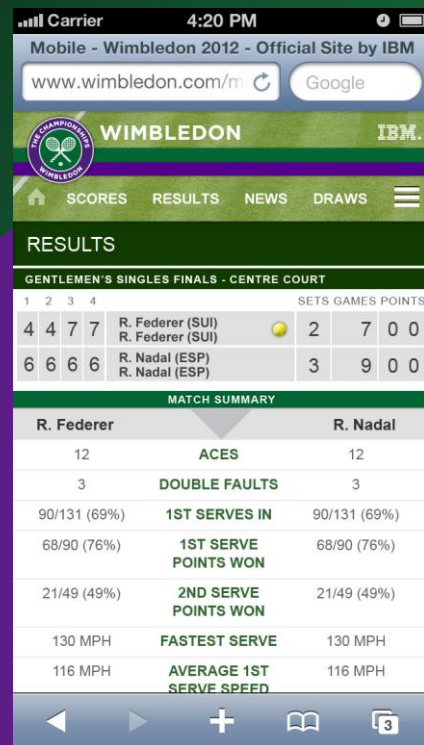 Carrier 4:20 PM
Mobile - Wimbledon 2012 - Official Site by IBM
www.wimbledon.com/m Google
THE CHAMPIONSHIPS
WIMBLEDON
WIMBLEDON IBM.
SCORES RESULTS NEWS DRAWS
RESULTS
GENTLEMEN'S SINGLES FINALS - CENTRE COURT
1 2 3 4 SETS GAMES POINTS
4 4 7 7 R. Federer (SUI) 2 7 0 0
R. Federer (SUI)
6 6 6 6 R. Nadal (ESP) 3 9 0 0
R. Nadal (ESP)
MATCH SUMMARY
R. Federer R. Nadal
12 ACES 12
3 DOUBLE FAULTS 3
90/131 (69%) 1ST SERVES IN 90/131 (69%)
68/90 (76%) 1ST SERVE 68/90 (76%)
POINTS WON
21/49 (49%) 2ND SERVE 21/49 (49%)
POINTS WON
130 MPH FASTEST SERVE 130 MPH
116 MPH AVERAGE 1ST 116 MPH
SERVE SPEED
3